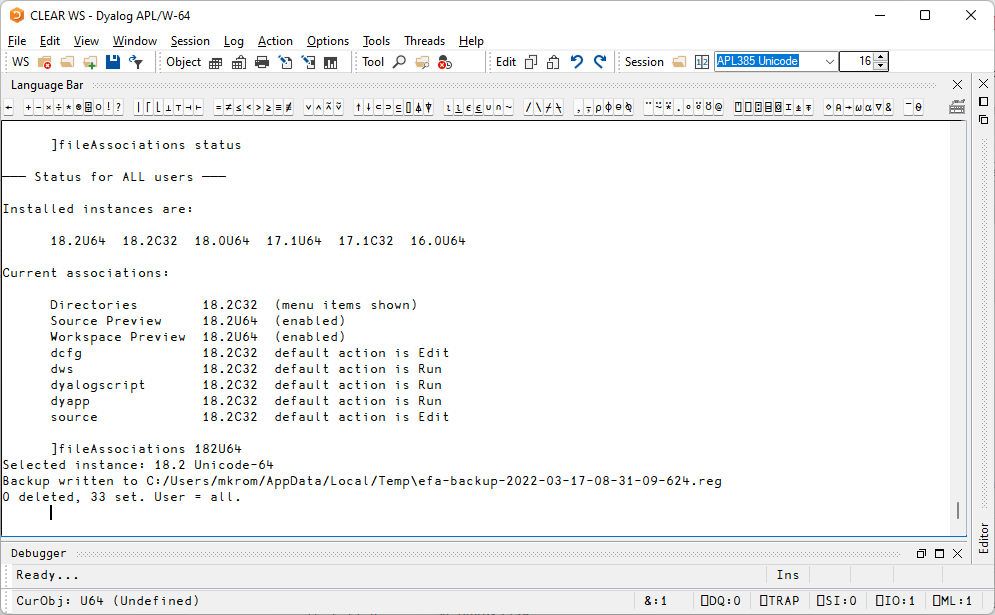 CLEAR WS - Dyalog APL/W-64
File Edit View Window Session Log Action Options Tools Threads Help
WS Object Tool Edit Session APL385 Unicode 16
Language Bar
← + - × ÷ * ⍟ ⌹ ○ ! ? | ⌈ ⌊ ⊥ ⊤ ⊣ ⊢ = ≠ ≤ < > ≥ ≡ ≢ ∨ ∧ ⍲ ⍱ ↑ ↓ ⊂ ⊃ ⊆ ⌷ ⍋ ⍒ ⍳ ⍸ ∊ ⍷ ∪ ∩ ~ / \ ⌿ ⍀ , ⍪ ⍴ ⌽ ⊖ ⍉ ¨ ⍨ ⍣ . ∘ ⍤ ⍥ @ ⍞ ⎕ ⍠ ⌸ ⌺ ⌶ ⍎ ⍕ ⋄ ⍝ → ⍵ ⍺ ∇ & ¯ ⍬
]fileAssociations status
─── Status for ALL users ───
Installed instances are:
18.2U64 18.2C32 18.0U64 17.1U64 17.1C32 16.0U64
Current associations:
Directories 18.2C32 (menu items shown)
Source Preview 18.2U64 (enabled)
Workspace Preview 18.2U64 (enabled)
dcfg 18.2C32 default action is Edit
dws 18.2C32 default action is Run
dyalogscript 18.2C32 default action is Run
dyapp 18.2C32 default action is Run
source 18.2C32 default action is Edit
]fileAssociations 182U64
Selected instance: 18.2 Unicode-64
Backup written to C:/Users/mkrom/AppData/Local/Temp\efa-backup-2022-03-17-08-31-09-624.reg
0 deleted, 33 set. User = all.
Editor
Debugger
Ready... Ins
CurObj: U64 (Undefined) &:1 ⎕DQ:0 ⎕TRAP ⎕SI:0 ⎕IO:1 ⎕ML:1